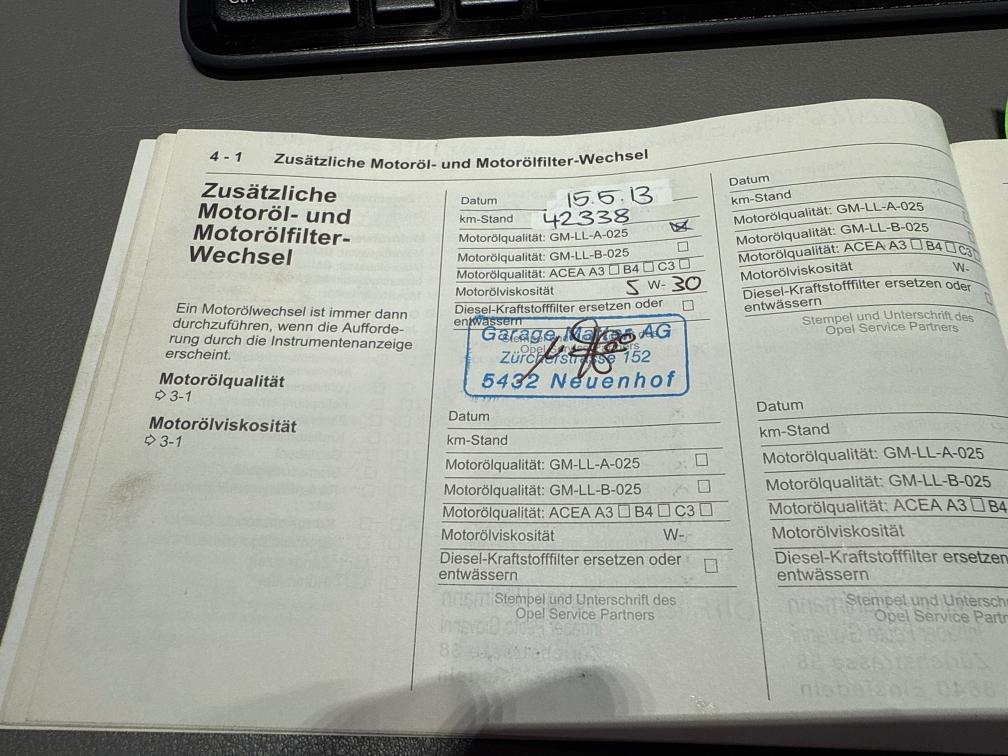 4 - 1 Zusätzliche Motoröl- und Motorölfilter-Wechsel
Zusätzliche
Motoröl- und
Motorölfilter-
Wechsel
Ein Motorölwechsel ist immer dann
durchzuführen, wenn die Aufforde-
rung durch die Instrumentenanzeige
erscheint.
Motorölqualität
⇨ 3-1
Motorölviskosität
⇨ 3-1
Datum 15.5.13
km-Stand 42338
Motorölqualität: GM-LL-A-025 ☒
Motorölqualität: GM-LL-B-025 ☐
Motorölqualität: ACEA A3 ☐ B4 ☐ C3 ☐
Motorölviskosität 5 W- 30
Diesel-Kraftstofffilter ersetzen oder ☐
entwässern
Garage AG
Zürcherstrasse 152
5432 Neuenhof
Datum
km-Stand
Motorölqualität: GM-LL-A-025 ☐
Motorölqualität: GM-LL-B-025 ☐
Motorölqualität: ACEA A3 ☐ B4 ☐ C3 ☐
Motorölviskosität W-
Diesel-Kraftstofffilter ersetzen oder ☐
entwässern
Stempel und Unterschrift des
Opel Service Partners
Datum
km-Stand
Motorölqualität: GM-LL-A-025
Motorölqualität: GM-LL-B-025
Motorölqualität: ACEA A3 ☐ B4 ☐ C3
Motorölviskosität W-
Diesel-Kraftstofffilter ersetzen oder
entwässern
Stempel und Unterschrift des
Opel Service Partners
Datum
km-Stand
Motorölqualität: GM-LL-A-025
Motorölqualität: GM-LL-B-025
Motorölqualität: ACEA A3 ☐ B4
Motorölviskosität
Diesel-Kraftstofffilter ersetzen
entwässern
Stempel und Untersch
Opel Service Partn